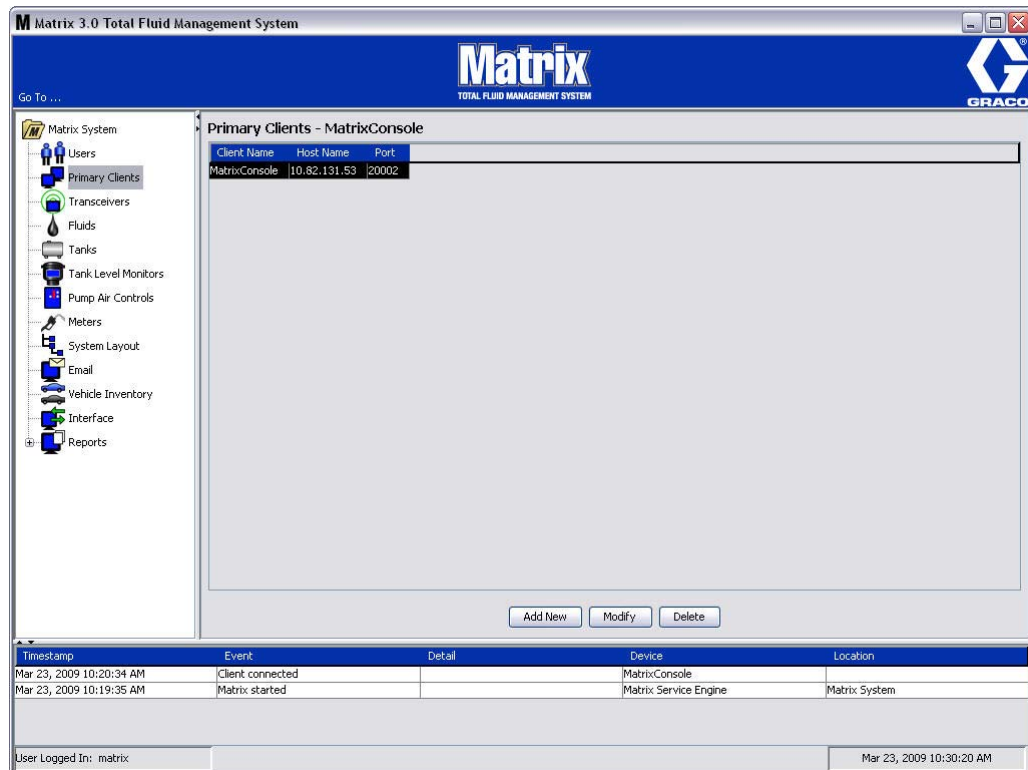 Matrix 3.0 Total Fluid Management System
Matrix
TOTAL FLUID MANAGEMENT SYSTEM
GRACO
®
Go To ...
Matrix System
Users
Primary Clients
Transceivers
Fluids
Tanks
Tank Level Monitors
Pump Air Controls
Meters
System Layout
Email
Vehicle Inventory
Interface
Reports
Primary Clients - MatrixConsole
Client Name Host Name Port
MatrixConsole 10.82.131.53 20002
Add New Modify Delete
Timestamp Event Detail Device Location
Mar 23, 2009 10:20:34 AM Client connected MatrixConsole
Mar 23, 2009 10:19:35 AM Matrix started Matrix Service Engine Matrix System
User Logged In: matrix Mar 23, 2009 10:30:20 AM